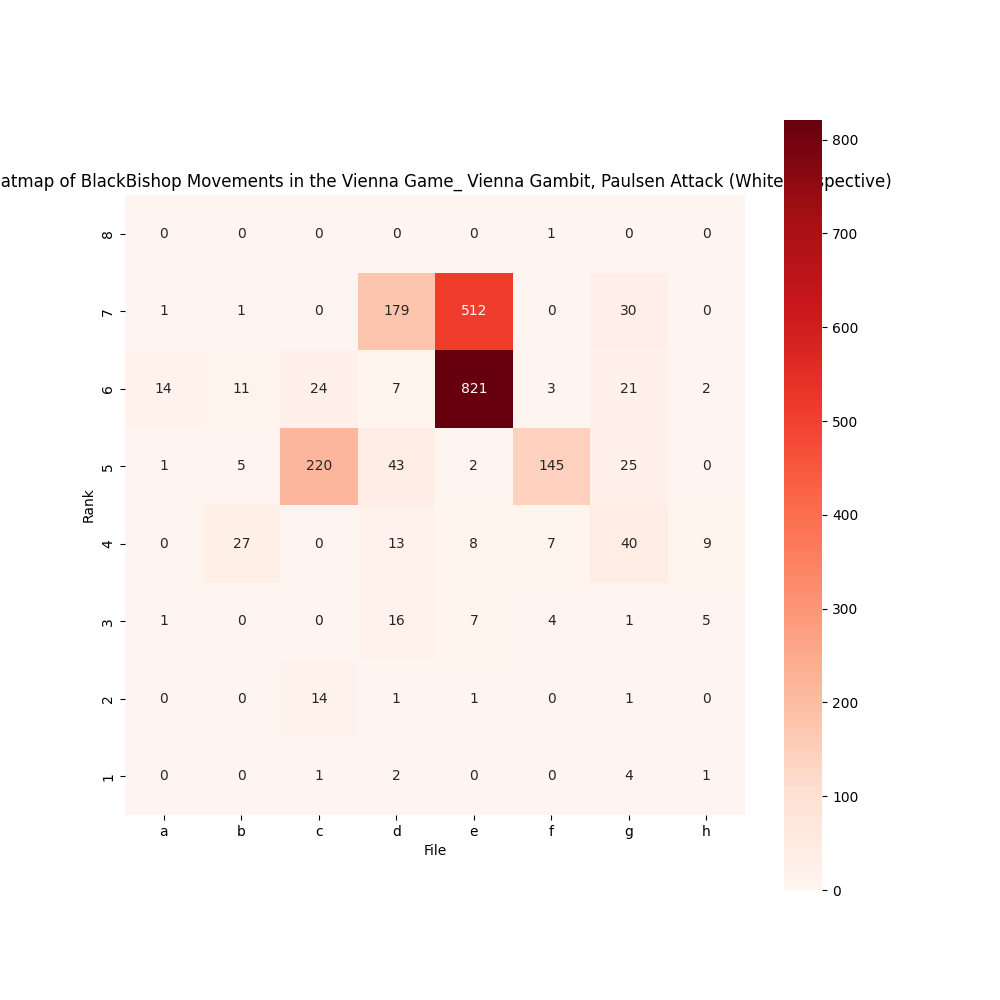 atmap of BlackBishop Movements in the Vienna Game_ Vienna Gambit, Paulsen Attack (White spective)
800
8 0 0 0 0 0 1 0 0
700
7 1 1 0 179 512 0 30 0
600
6 14 11 24 7 821 3 21 2
500
5 1 5 220 43 2 145 25 0
Rank
400
4 0 27 0 13 8 7 40 9
300
3 1 0 0 16 7 4 1 5
200
2 0 0 14 1 1 0 1 0
1 0 0 1 2 0 0 4 1
100
a b c d e f g h
File
0